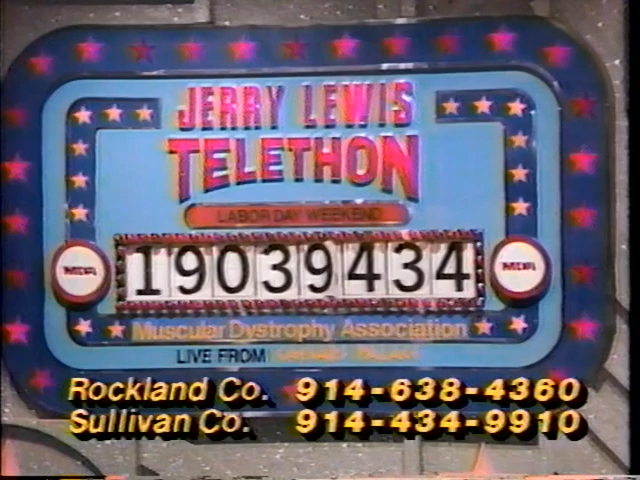 JERRY LEWIS
TELETHON
LABOR DAY WEEKEND
19039434
MDA MDA
Muscular Dystrophy Association
LIVE FROM
Rockland Co. 914-638-4360
Sullivan Co. 914-434-9910